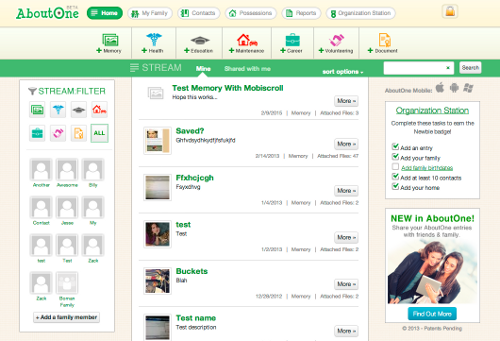 AboutOne BETA
Home
My Family
Contacts
Possessions
Reports
Organization Station
+ Memory
+ Health
+ Education
+ Maintenance
+ Career
+ Volunteering
+ Document
STREAM
Mine
Shared with me
sort options
Search
STREAM FILTER
ALL
Another
Awesome
Billy
Contact
Jesse
My
test
Test
Zack
Zack
Boman Family
+ Add a family member
Test Memory With Mobiscroll
Hope this works...
More »
2/9/2015 | Memory | Attached Files: 3
Saved?
More »
2/14/2013 | Memory | Attached Files: 47
Ffxhcjcgh
Fsyxdhvg
More »
1/4/2013 | Memory | Attached Files: 2
test
Test
More »
1/2/2013 | Memory | Attached Files: 2
Buckets
Blah
More »
12/28/2012 | Memory | Attached Files: 2
Test name
Test description
More »
AboutOne Mobile:
Organization Station
Complete these tasks to earn the
Newbie badge!
Add an entry
Add your family
Add family birthdates
Add at least 10 contacts
Add your home
NEW in AboutOne!
Share your AboutOne entries
with friends & family
Find Out More
© 2013 - Patents Pending